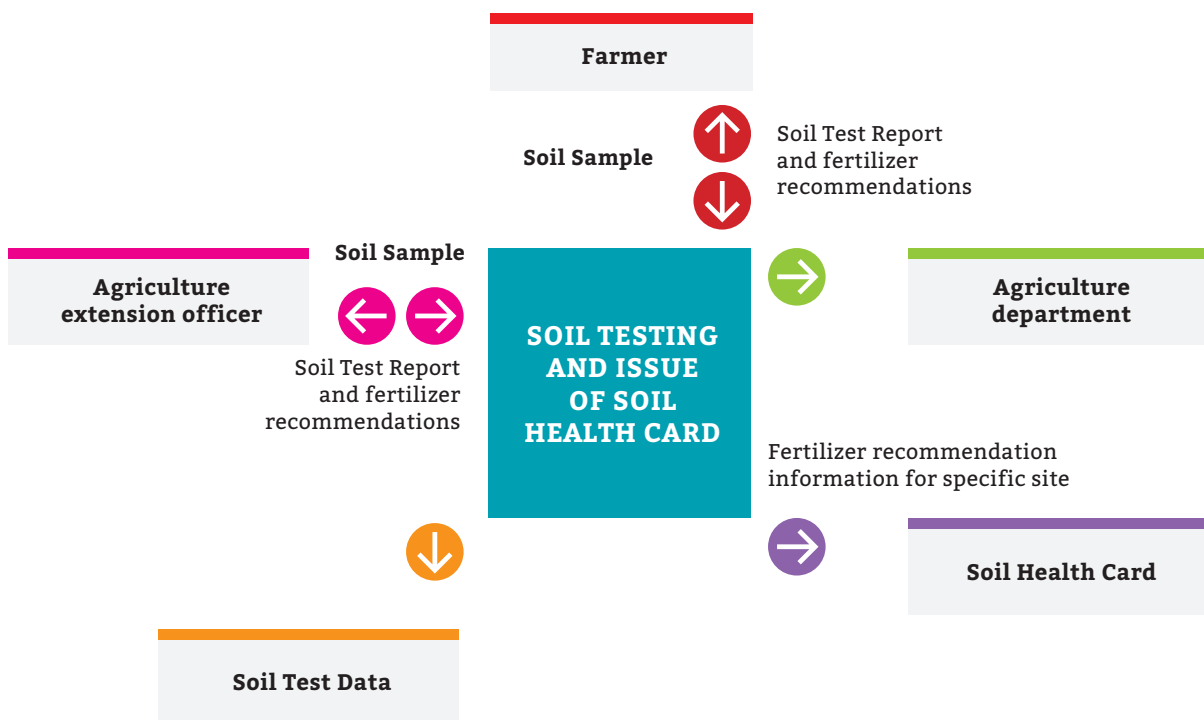 Farmer
Soil Sample
Soil Test Report
and fertilizer
recommendations
Soil Sample
Agriculture
extension officer
Soil Test Report
and fertilizer
recommendations
SOIL TESTING
AND ISSUE
OF SOIL
HEALTH CARD
Agriculture
department
Fertilizer recommendation
information for specific site
Soil Health Card
Soil Test Data